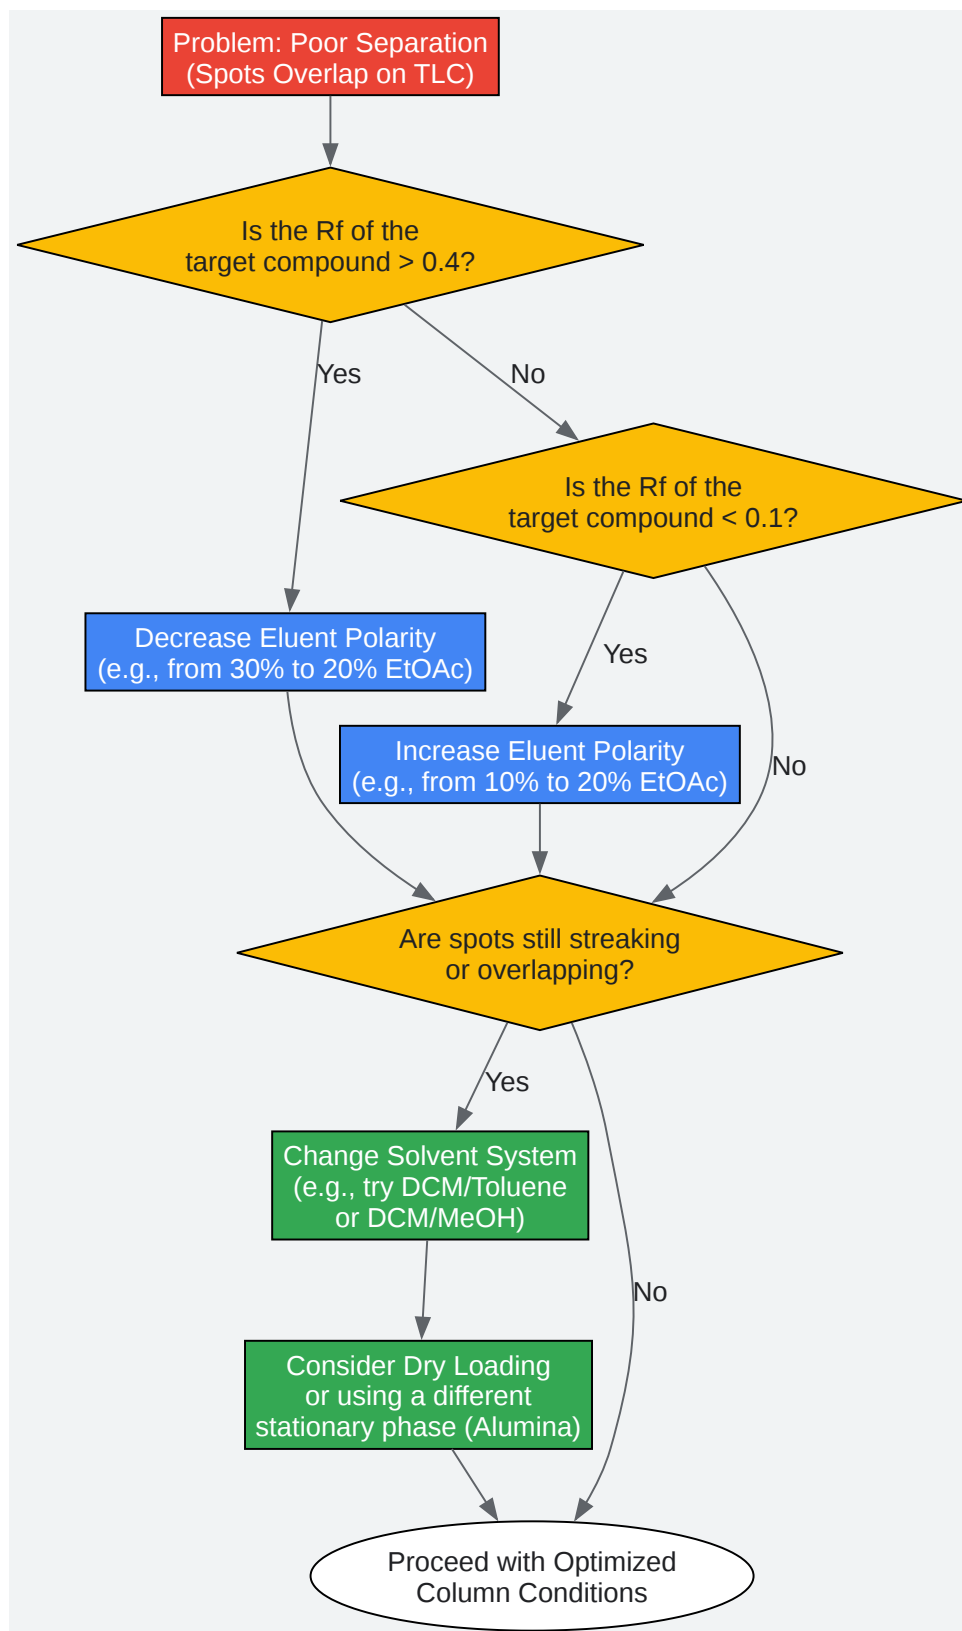 Problem: Poor Separation
(Spots Overlap on TLC)
Is the Rf of the
target compound > 0.4?
Yes
No
Is the Rf of the
target compound < 0.1?
Decrease Eluent Polarity
(e.g., from 30% to 20% EtOAc)
Yes
Increase Eluent Polarity
(e.g., from 10% to 20% EtOAc)
No
Are spots still streaking
or overlapping?
Yes
Change Solvent System
(e.g., try DCM/Toluene
or DCM/MeOH)
No
Consider Dry Loading
or using a different
stationary phase (Alumina)
Proceed with Optimized
Column Conditions